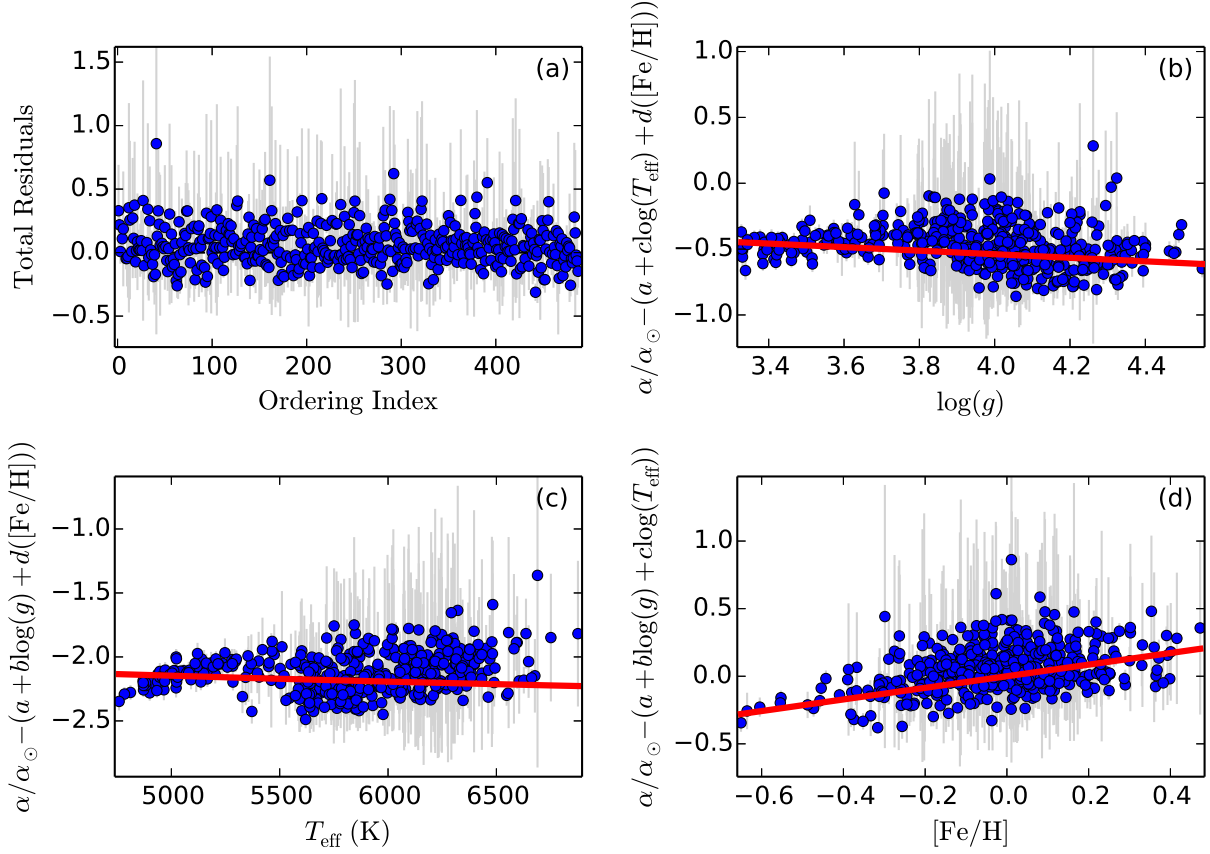 (a)
Total Residuals
1.5
1.0
0.5
0.0
−0.5
0 100 200 300 400
Ordering Index
(b)
α/α⊙−(a+clog(T_eff)+d([Fe/H]))
1.0
0.5
0.0
−0.5
−1.0
3.4 3.6 3.8 4.0 4.2 4.4
log(g)
(c)
α/α⊙−(a+blog(g)+d([Fe/H]))
−1.0
−1.5
−2.0
−2.5
5000 5500 6000 6500
T_eff (K)
(d)
α/α⊙−(a+blog(g)+clog(T_eff))
1.0
0.5
0.0
−0.5
−0.6 −0.4 −0.2 0.0 0.2 0.4
[Fe/H]